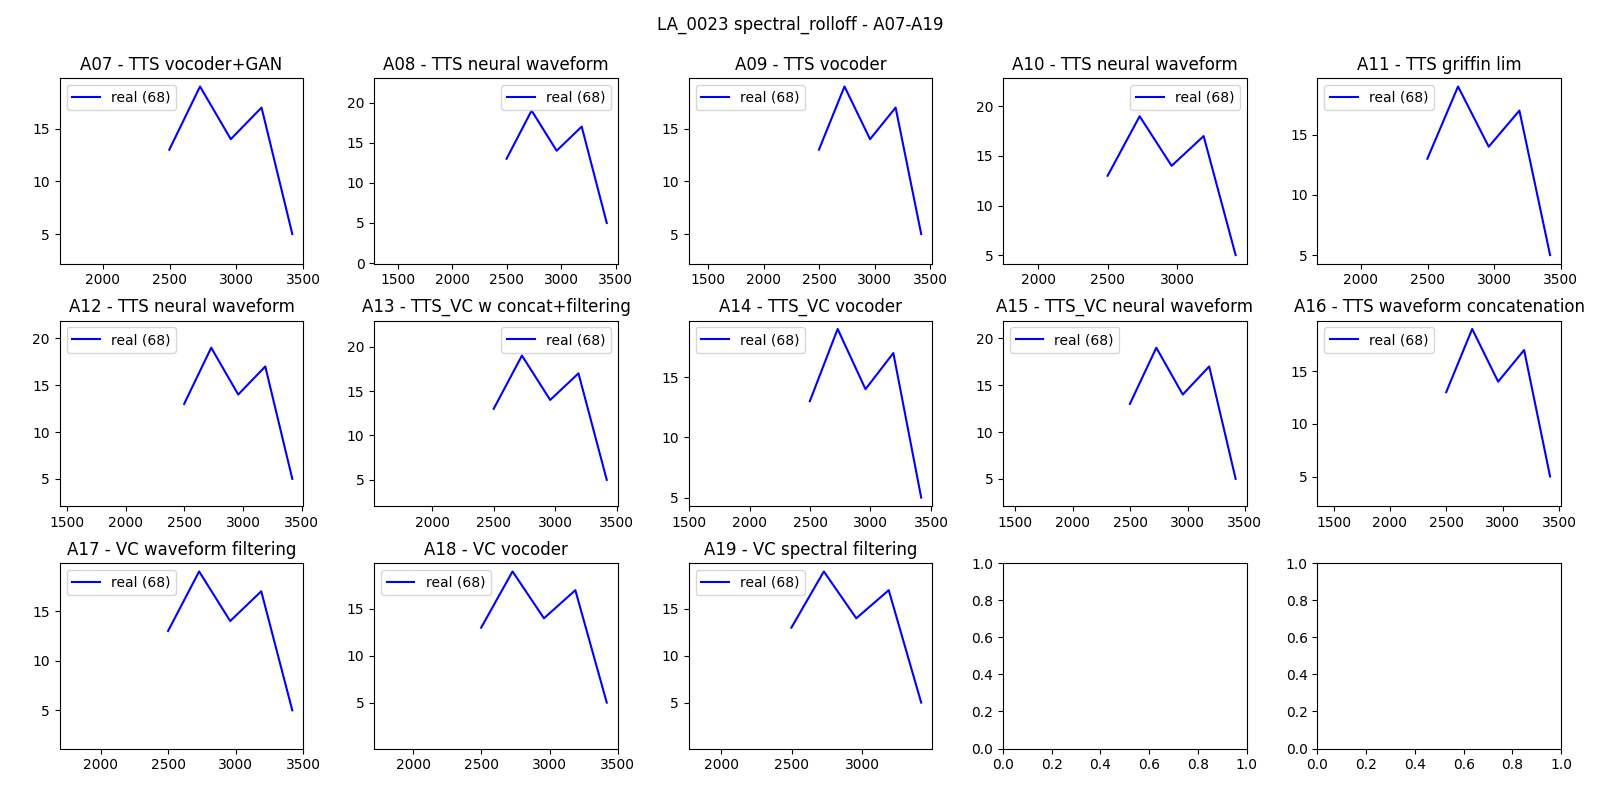 LA_0023 spectral_rolloff - A07-A19
A07 - TTS vocoder+GAN
real (68)
15
10
5
2000 2500 3000 3500
A08 - TTS neural waveform
real (68)
20
15
10
5
0
1500 2000 2500 3000 3500
A09 - TTS vocoder
real (68)
15
10
5
1500 2000 2500 3000 3500
A10 - TTS neural waveform
real (68)
20
15
10
5
2000 2500 3000
A11 - TTS griffin lim
real (68)
15
10
5
2000 2500 3000 3500
A12 - TTS neural waveform
real (68)
20
15
10
5
1500 2000 2500 3000 3500
A13 - TTS_VC w concat+filtering
real (68)
20
15
10
5
2000 2500 3000 3500
A14 - TTS_VC vocoder
real (68)
15
10
5
1500 2000 2500 3000 3500
A15 - TTS_VC neural waveform
real (68)
20
15
10
5
1500 2000 2500 3000 3500
A16 - TTS waveform concatenation
real (68)
15
10
5
1500 2000 2500 3000 3500
A17 - VC waveform filtering
real (68)
15
10
5
2000 2500 3000 3500
A18 - VC vocoder
real (68)
15
10
5
2000 2500 3000 3500
A19 - VC spectral filtering
real (68)
15
10
5
2000 2500 3000
1.0
0.8
0.6
0.4
0.2
0.0
0.0 0.2 0.4 0.6 0.8 1.0
1.0
0.8
0.6
0.4
0.2
0.0
0.0 0.2 0.4 0.6 0.8 1.0